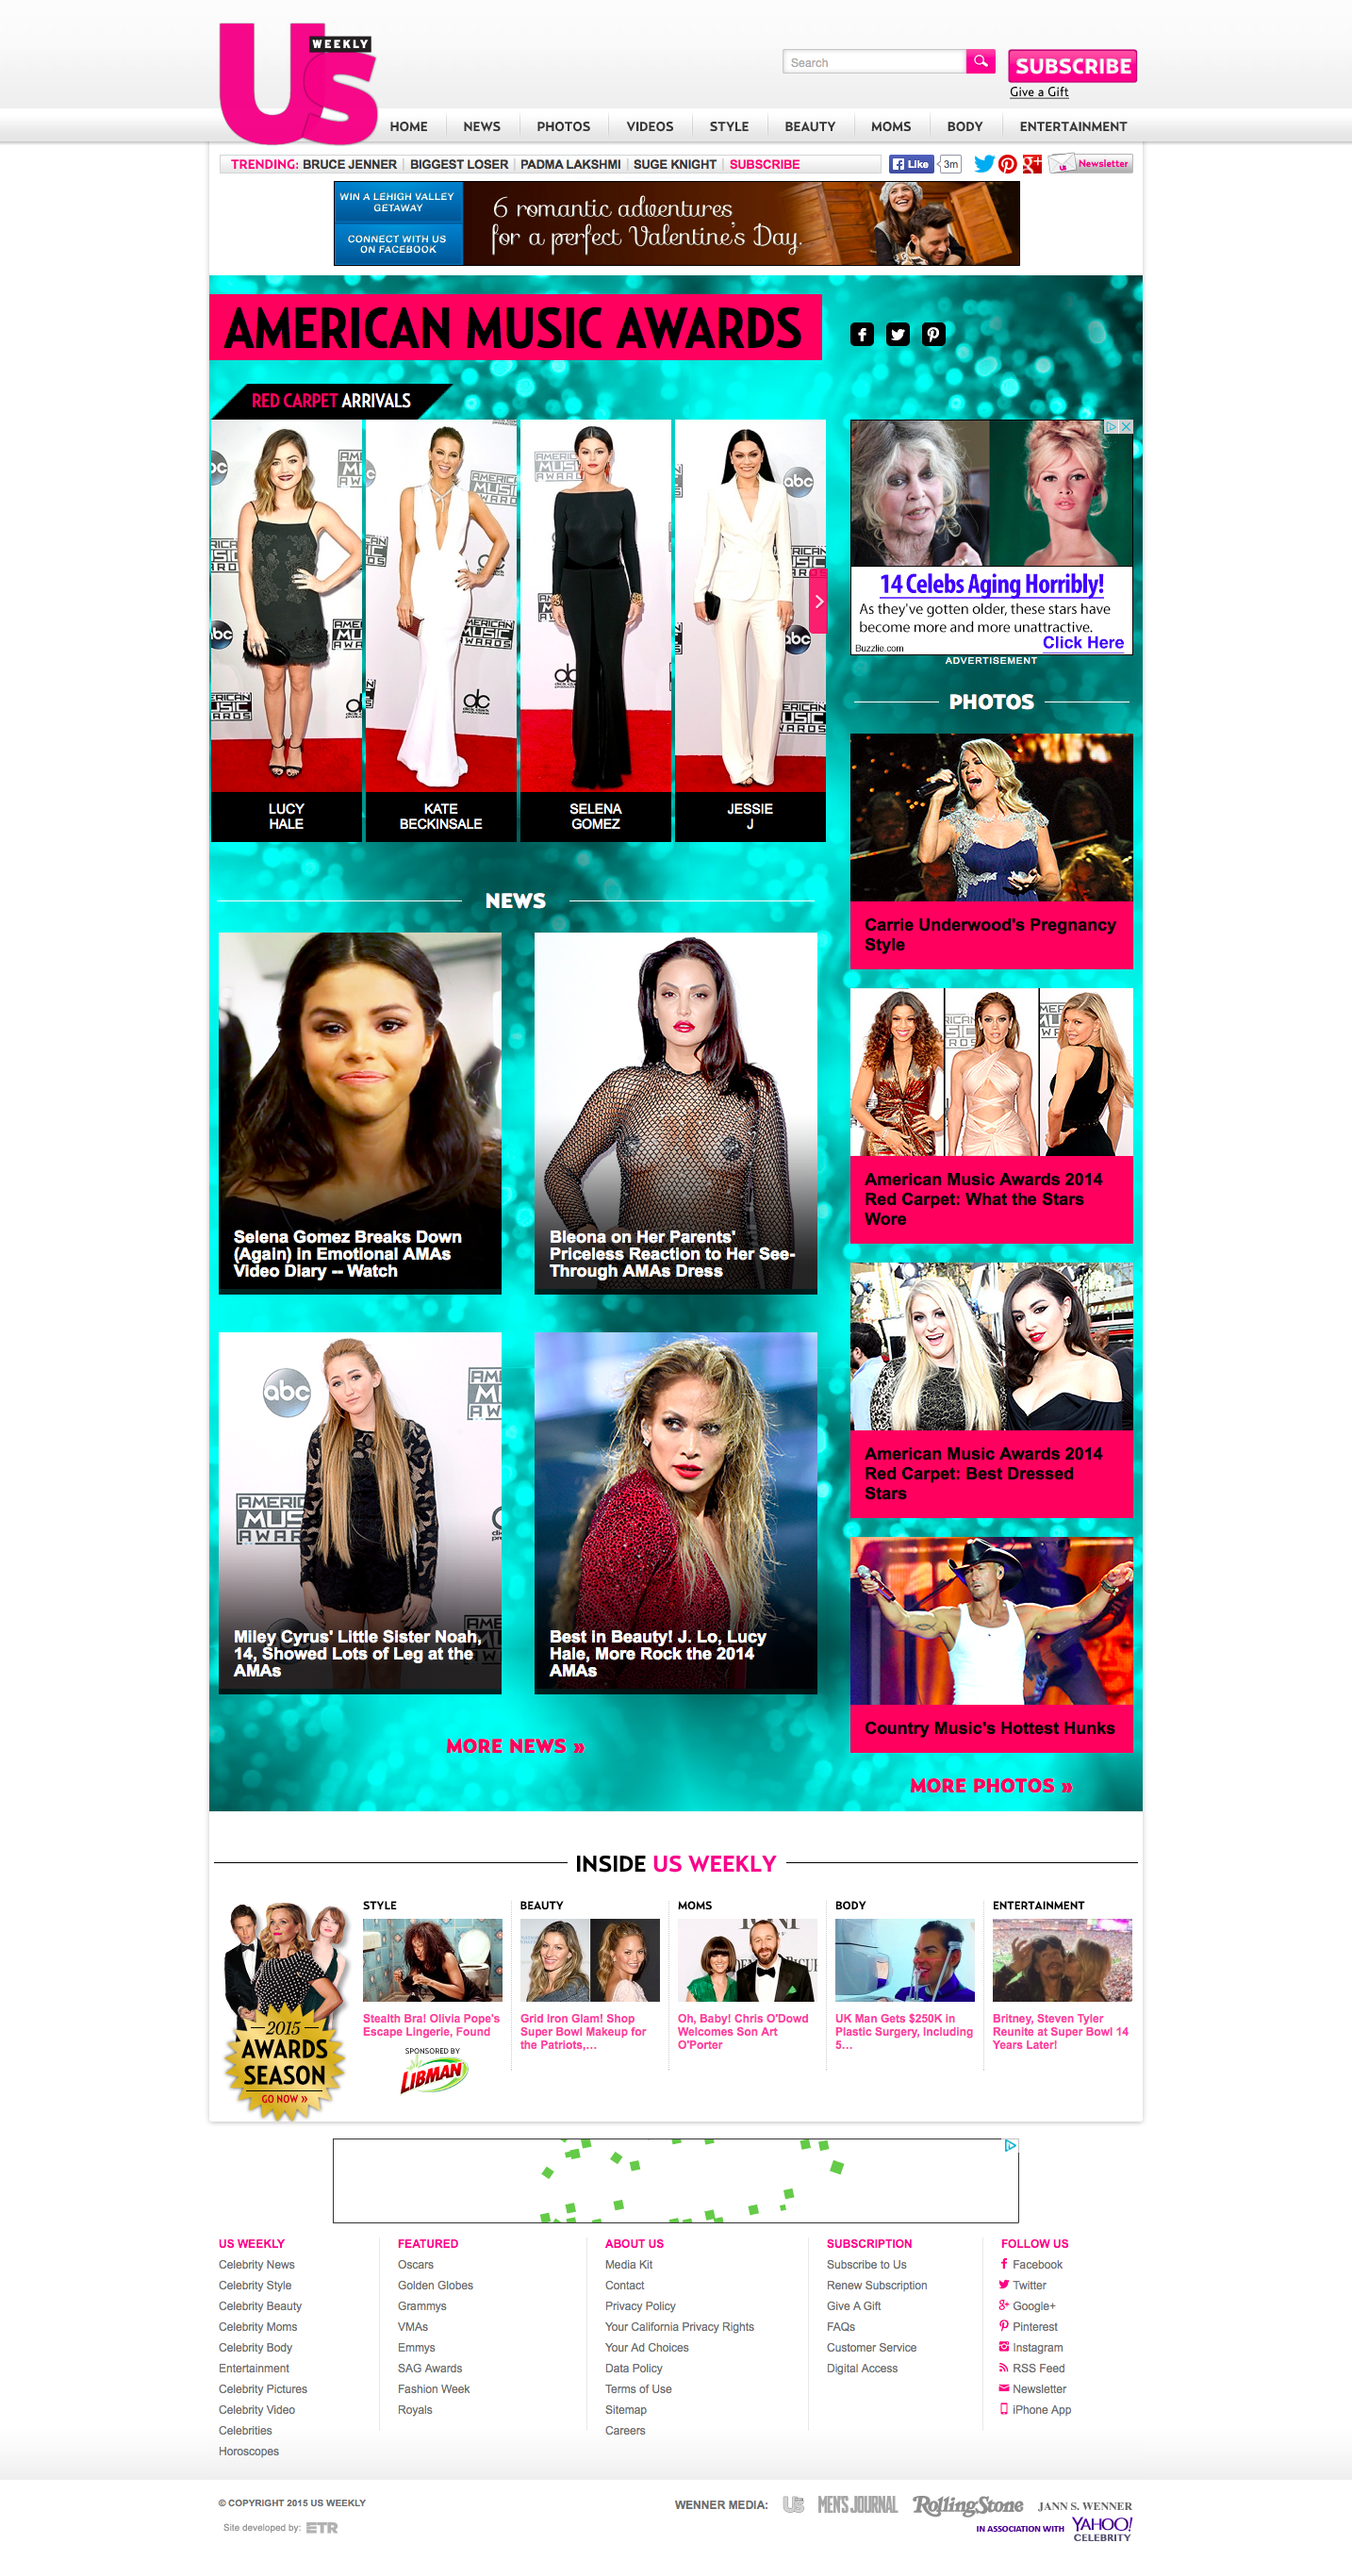 Us
WEEKLY
Search
SUBSCRIBE
Give a Gift
HOME NEWS PHOTOS VIDEOS STYLE BEAUTY MOMS BODY ENTERTAINMENT
TRENDING: BRUCE JENNER | BIGGEST LOSER | PADMA LAKSHMI | SUGE KNIGHT | SUBSCRIBE
Like 3m
Newsletter
WIN A LEHIGH VALLEY
GETAWAY
CONNECT WITH US
ON FACEBOOK
6 romantic adventures
for a perfect Valentine's Day.
AMERICAN MUSIC AWARDS
RED CARPET ARRIVALS
LUCY
HALE
KATE
BECKINSALE
SELENA
GOMEZ
JESSIE
J
14 Celebs Aging Horribly!
As they've gotten older, these stars have
become more and more unattractive.
Click Here
Buzzlie.com
ADVERTISEMENT
PHOTOS
Carrie Underwood's Pregnancy
Style
American Music Awards 2014
Red Carpet: What the Stars
Wore
American Music Awards 2014
Red Carpet: Best Dressed
Stars
Country Music's Hottest Hunks
MORE PHOTOS »
NEWS
Selena Gomez Breaks Down
(Again) in Emotional AMAs
Video Diary -- Watch
Bleona on Her Parents'
Priceless Reaction to Her See-
Through AMAs Dress
abc
Miley Cyrus' Little Sister Noah,
14, Showed Lots of Leg at the
AMAs
Best in Beauty! J. Lo, Lucy
Hale, More Rock the 2014
AMAs
MORE NEWS »
INSIDE US WEEKLY
2015
AWARDS
SEASON
GO NOW »
STYLE
Stealth Bra! Olivia Pope's
Escape Lingerie, Found
SPONSORED BY
LIBMAN
BEAUTY
Grid Iron Glam! Shop
Super Bowl Makeup for
the Patriots,...
MOMS
Oh, Baby! Chris O'Dowd
Welcomes Son Art
O'Porter
BODY
UK Man Gets $250K in
Plastic Surgery, Including
5...
ENTERTAINMENT
Britney, Steven Tyler
Reunite at Super Bowl 14
Years Later!
US WEEKLY
Celebrity News
Celebrity Style
Celebrity Beauty
Celebrity Moms
Celebrity Body
Entertainment
Celebrity Pictures
Celebrity Video
Celebrities
Horoscopes
FEATURED
Oscars
Golden Globes
Grammys
VMAs
Emmys
SAG Awards
Fashion Week
Royals
ABOUT US
Media Kit
Contact
Privacy Policy
Your California Privacy Rights
Your Ad Choices
Data Policy
Terms of Use
Sitemap
Careers
SUBSCRIPTION
Subscribe to Us
Renew Subscription
Give A Gift
FAQs
Customer Service
Digital Access
FOLLOW US
Facebook
Twitter
Google+
Pinterest
Instagram
RSS Feed
Newsletter
iPhone App
© COPYRIGHT 2015 US WEEKLY
Site developed by: ETR
WENNER MEDIA: US MEN'S JOURNAL RollingStone JANN S. WENNER
IN ASSOCIATION WITH YAHOO!
CELEBRITY